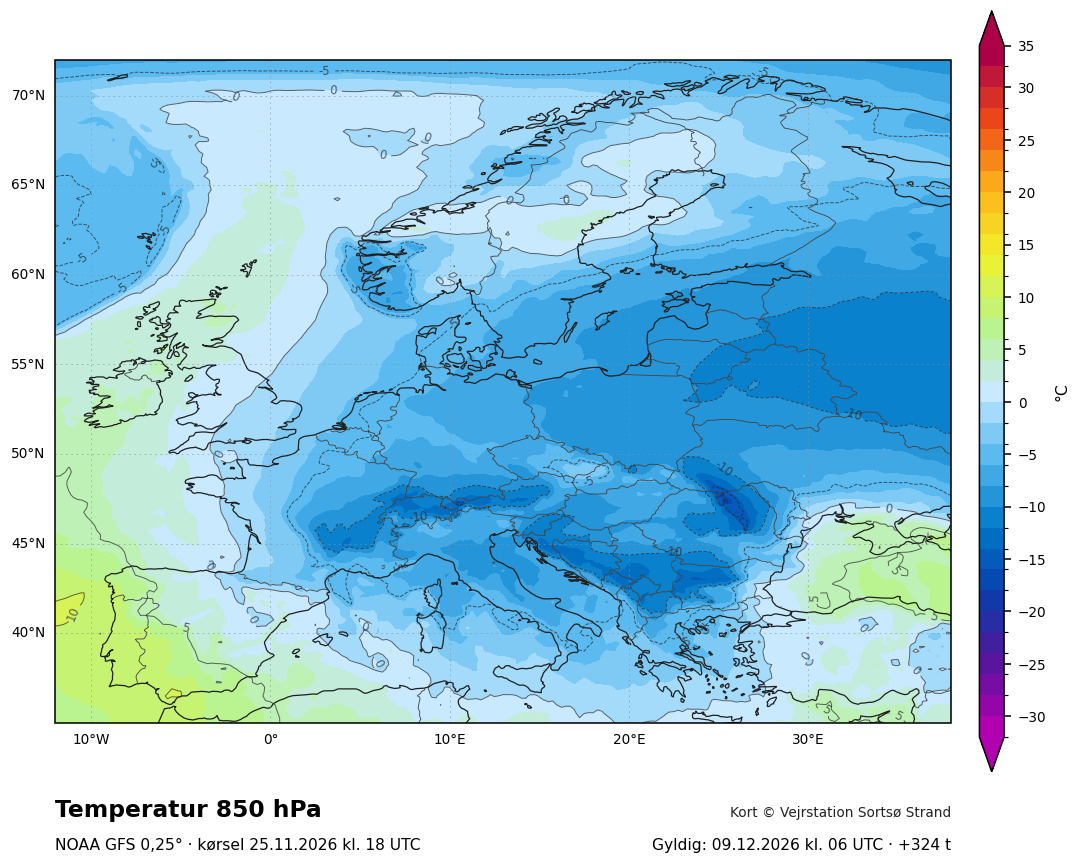 70°N
65°N
60°N
55°N
50°N
45°N
40°N
10°W
0°
10°E
20°E
30°E
35
30
25
20
15
10
5
0
−5
−10
−15
−20
−25
−30
°C
Temperatur 850 hPa
Kort © Vejrstation Sortsø Strand
NOAA GFS 0,25° · kørsel 25.11.2026 kl. 18 UTC
Gyldig: 09.12.2026 kl. 06 UTC · +324 t